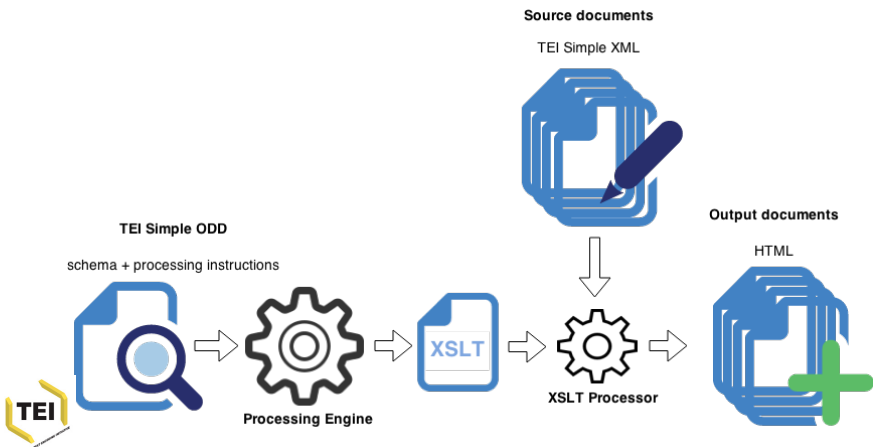 Source documents
TEI Simple XML
Output documents
HTML
TEI Simple ODD
schema + processing instructions
XSLT
Processing Engine
XSLT Processor
TEI